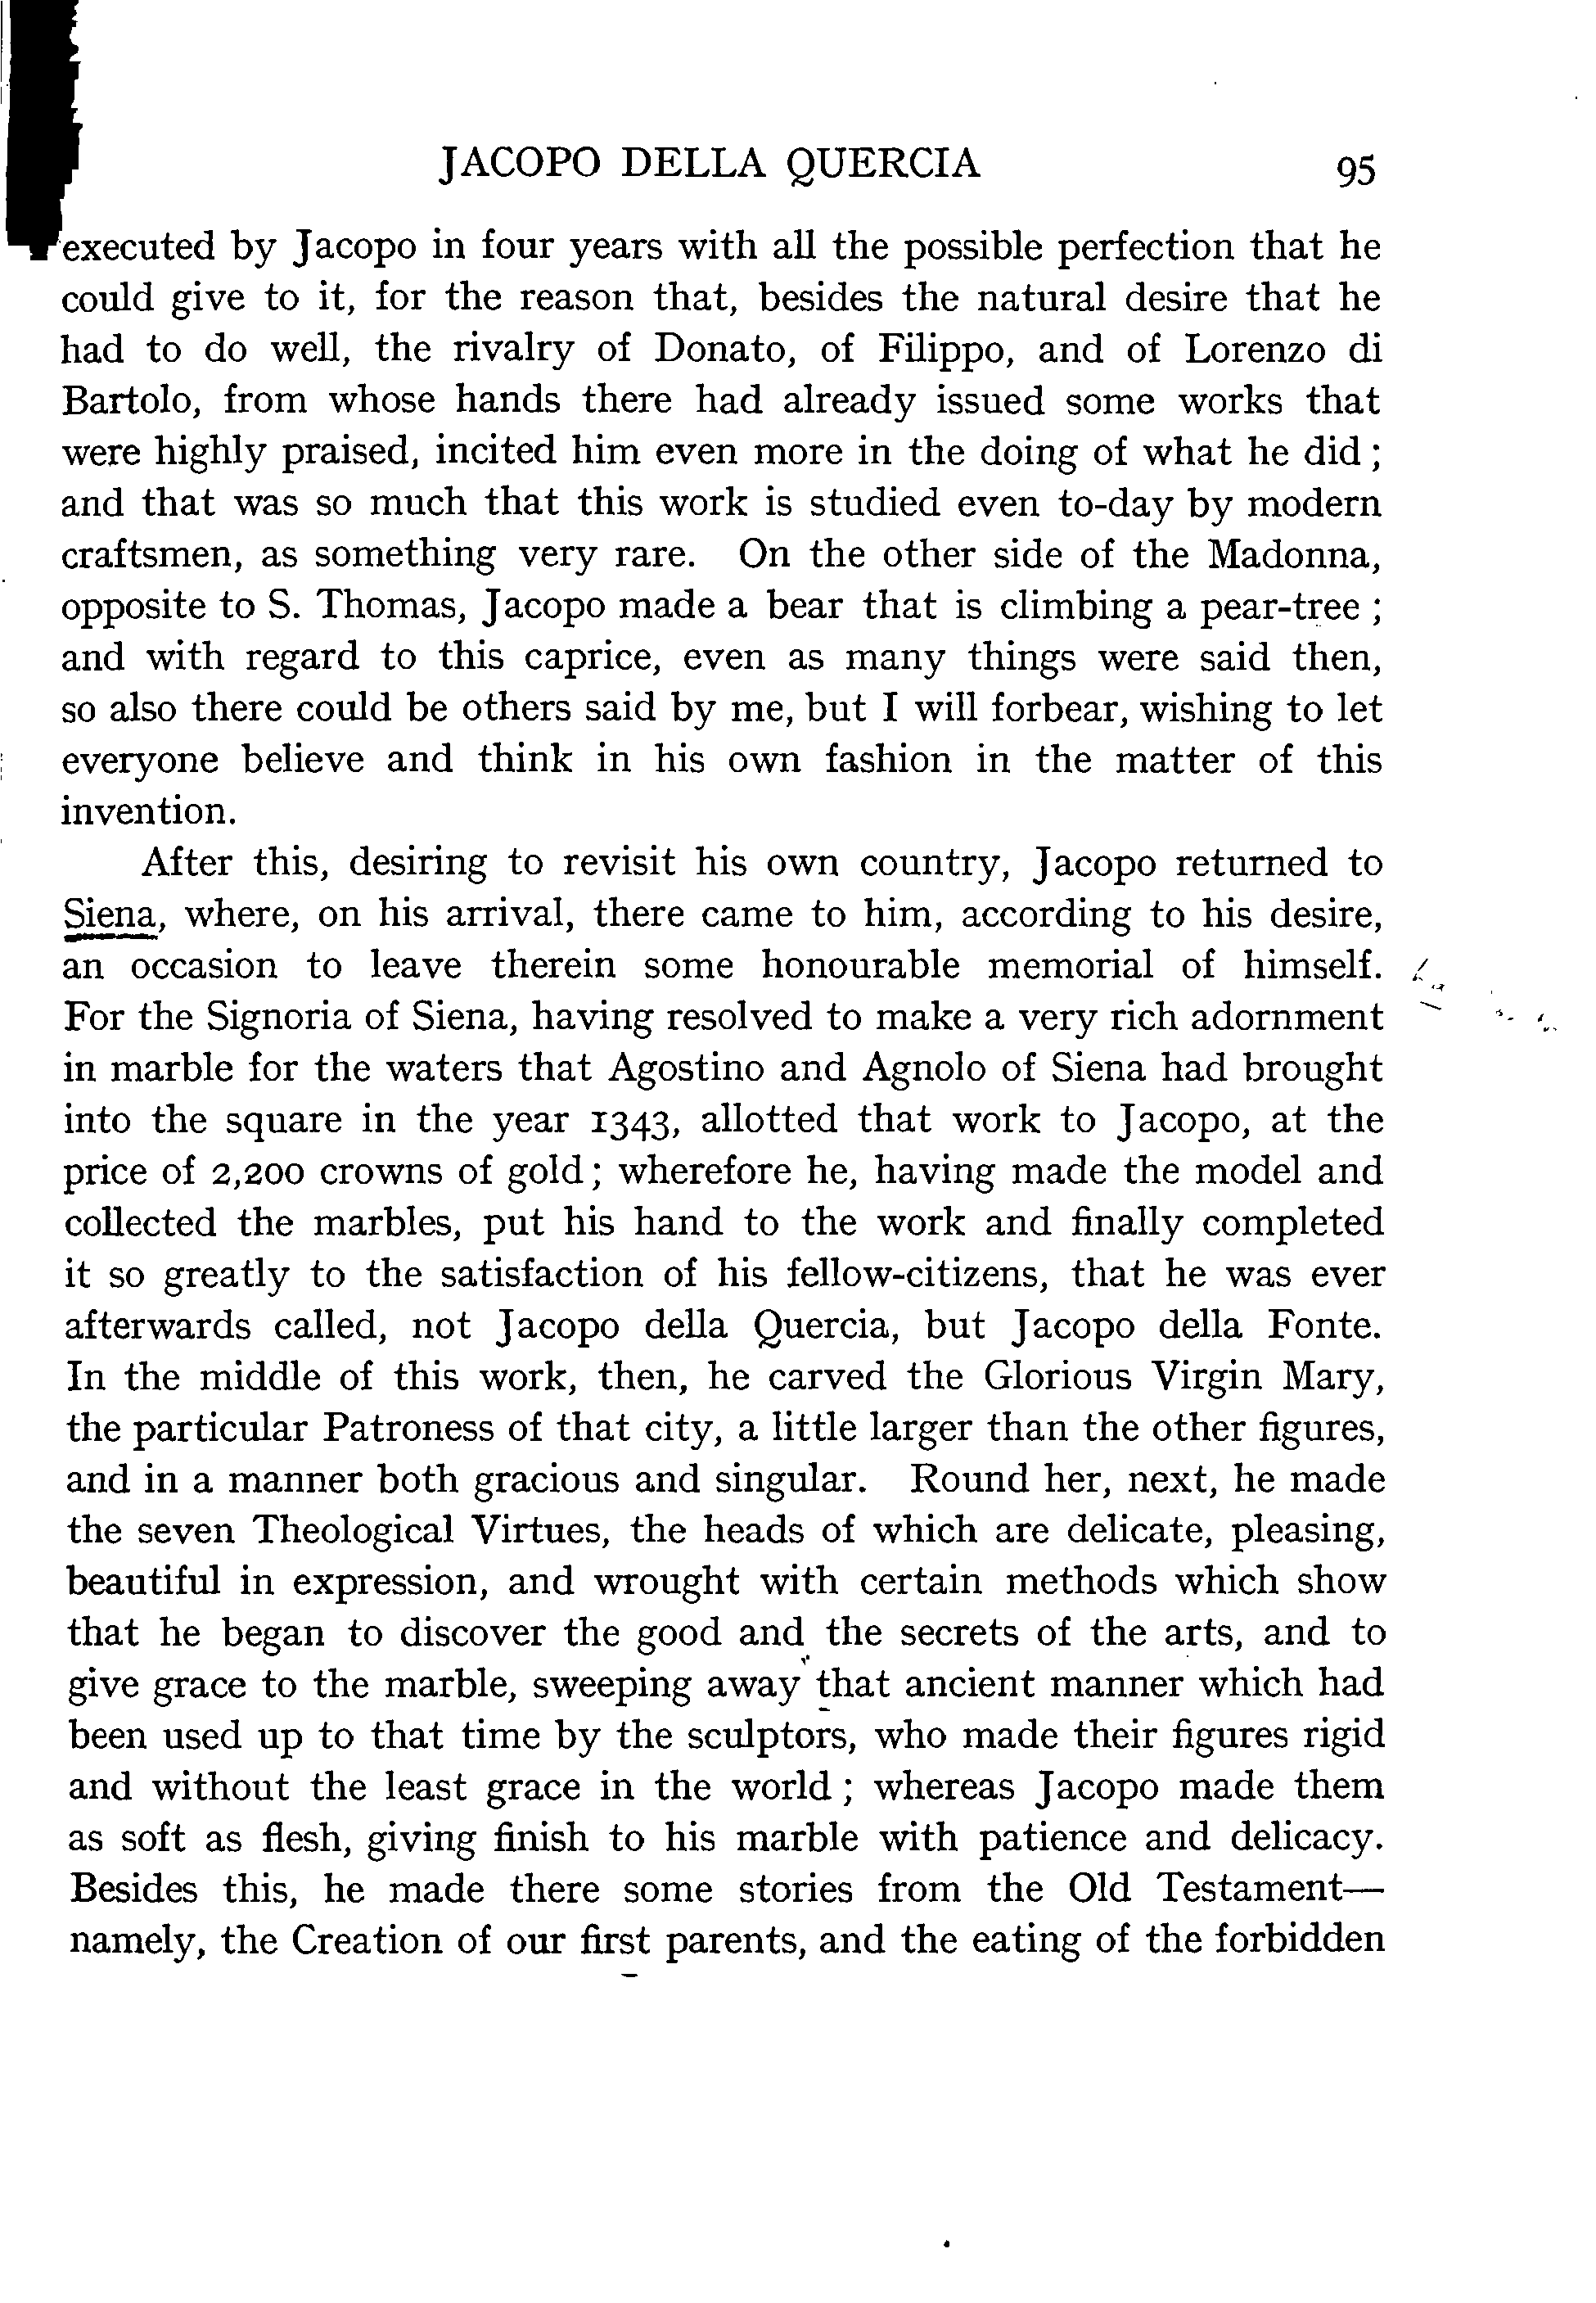 JACOPO DELLA QUERCIA 95
executed by Jacopo in four years with all the possible perfection that he
could give to it, for the reason that, besides the natural desire that he
had to do well, the rivalry of Donato, of Filippo, and of Lorenzo di
Bartolo, from whose hands there had already issued some works that
were highly praised, incited him even more in the doing of what he did ;
and that was so much that this work is studied even to-day by modern
craftsmen, as something very rare. On the other side of the Madonna,
opposite to S. Thomas, Jacopo made a bear that is climbing a pear-tree ;
and with regard to this caprice, even as many things were said then,
so also there could be others said by me, but I will forbear, wishing to let
everyone believe and think in his own fashion in the matter of this
invention.
After this, desiring to revisit his own country, Jacopo returned to
Siena, where, on his arrival, there came to him, according to his desire,
an occasion to leave therein some honourable memorial of himself.
For the Signoria of Siena, having resolved to make a very rich adornment
in marble for the waters that Agostino and Agnolo of Siena had brought
into the square in the year 1343, allotted that work to Jacopo, at the
price of 2,200 crowns of gold ; wherefore he, having made the model and
collected the marbles, put his hand to the work and finally completed
it so greatly to the satisfaction of his fellow-citizens, that he was ever
afterwards called, not Jacopo della Quercia, but Jacopo della Fonte.
In the middle of this work, then, he carved the Glorious Virgin Mary,
the particular Patroness of that city, a little larger than the other figures,
and in a manner both gracious and singular. Round her, next, he made
the seven Theological Virtues, the heads of which are delicate, pleasing,
beautiful in expression, and wrought with certain methods which show
that he began to discover the good and the secrets of the arts, and to
give grace to the marble, sweeping away that ancient manner which had
been used up to that time by the sculptors, who made their figures rigid
and without the least grace in the world ; whereas Jacopo made them
as soft as flesh, giving finish to his marble with patience and delicacy.
Besides this, he made there some stories from the Old Testament—
namely, the Creation of our first parents, and the eating of the forbidden